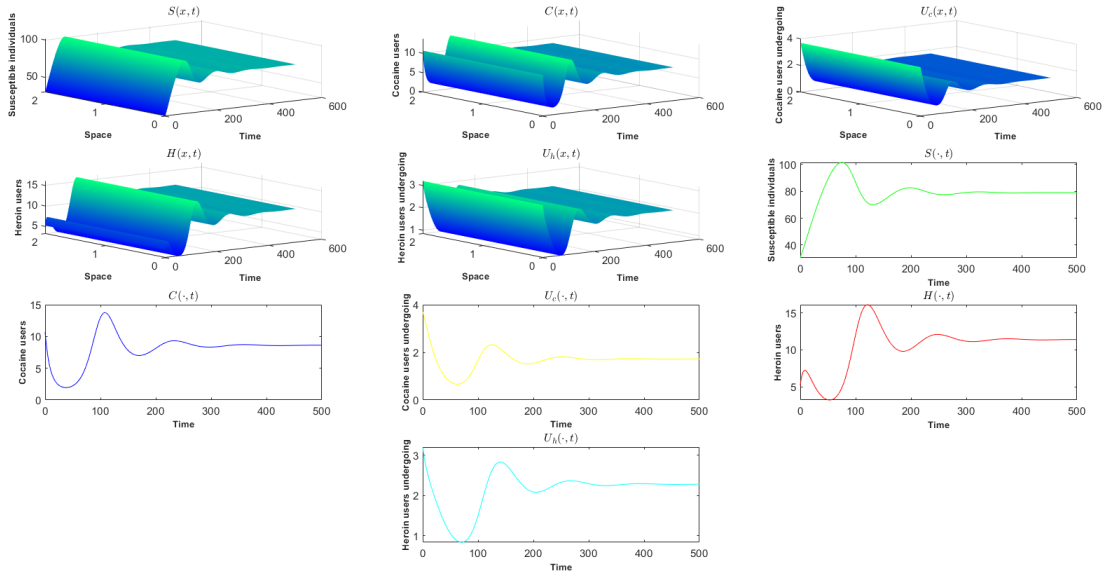 S(x, t)
100
50
2
1
0
0
200
400
600
Susceptible individuals
Space
Time
C(x, t)
10
5
0
2
1
0
0
200
400
600
Cocaine users
Space
Time
U_c(x, t)
4
2
0
2
1
0
0
200
400
600
Cocaine users undergoing
Space
Time
H(x, t)
15
10
5
2
1
0
0
200
400
600
Heroin users
Space
Time
U_h(x, t)
3
2
1
2
1
0
0
200
400
600
Heroin users undergoing
Space
Time
S(·, t)
100
80
60
40
0 100 200 300 400 500
Susceptible individuals
Time
C(·, t)
15
10
5
0
0 100 200 300 400 500
Cocaine users
Time
U_c(·, t)
4
2
0
0 100 200 300 400 500
Cocaine users undergoing
Time
H(·, t)
15
10
5
0 100 200 300 400 500
Heroin users
Time
U_h(·, t)
3
2
1
0 100 200 300 400 500
Heroin users undergoing
Time